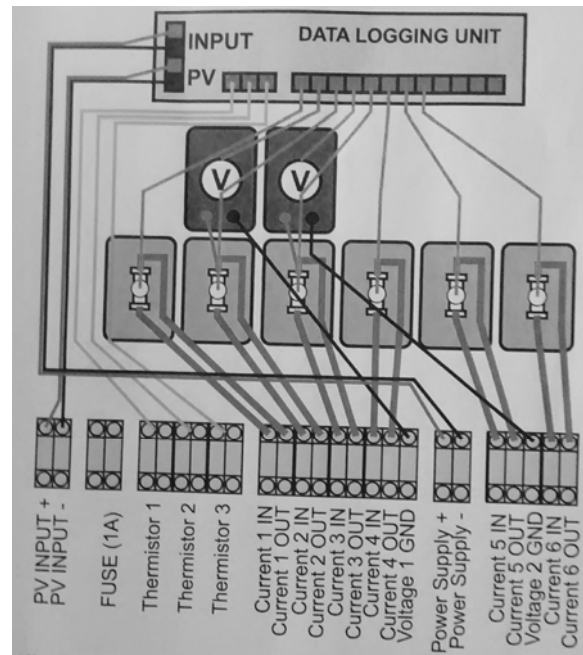 INPUT
DATA LOGGING UNIT
PV
V
V
PV INPUT +
PV INPUT -
FUSE (1A)
Thermistor 1
Thermistor 2
Thermistor 3
Current 1 IN
Current 1 OUT
Current 2 IN
Current 2 OUT
Current 3 IN
Current 3 OUT
Current 4 IN
Current 4 OUT
Voltage 1 GND
Power Supply +
Power Supply -
Current 5 IN
Current 5 OUT
Voltage 2 GND
Current 6 IN
Current 6 OUT